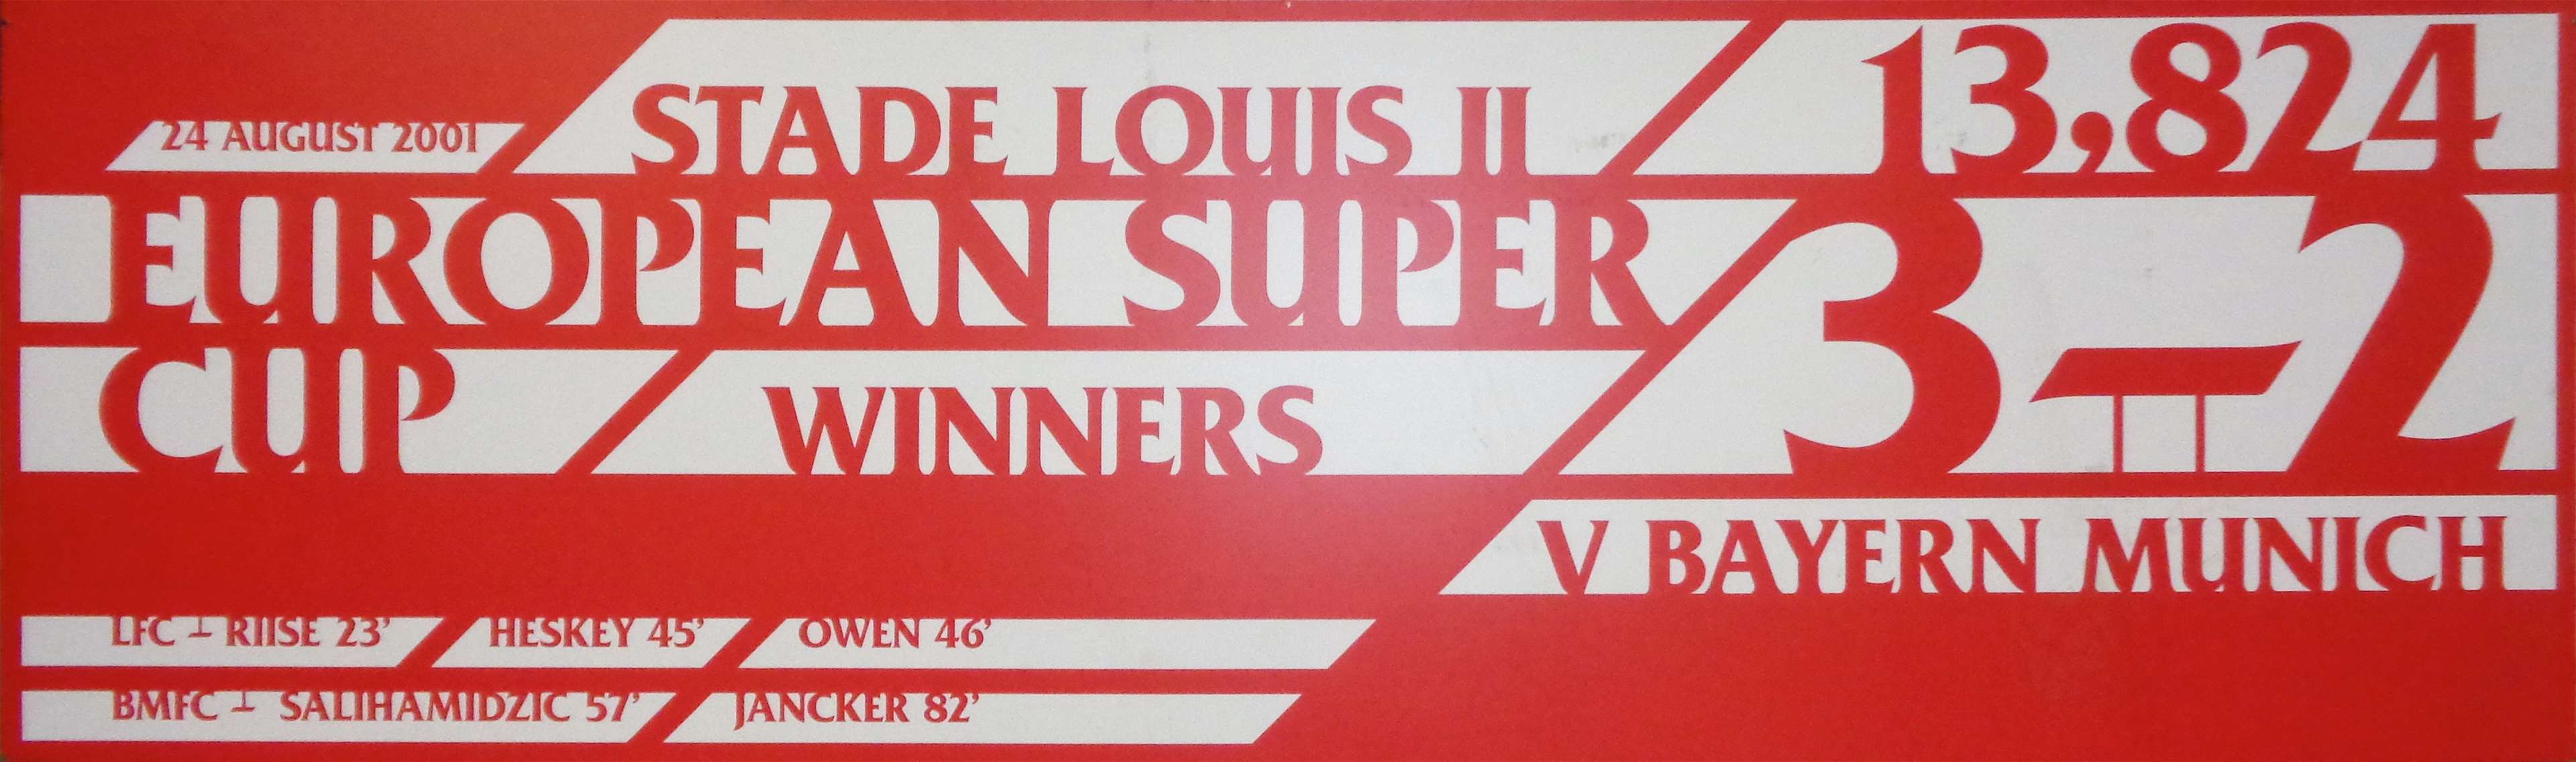 24 AUGUST 2001 STADE LOUIS II 13,824
EUROPEAN SUPER
CUP WINNERS 3-2
V BAYERN MUNICH
LFC - RIISE 23' HESKEY 45' OWEN 46'
BMFC - SALIHAMIDZIC 57' JANCKER 82'